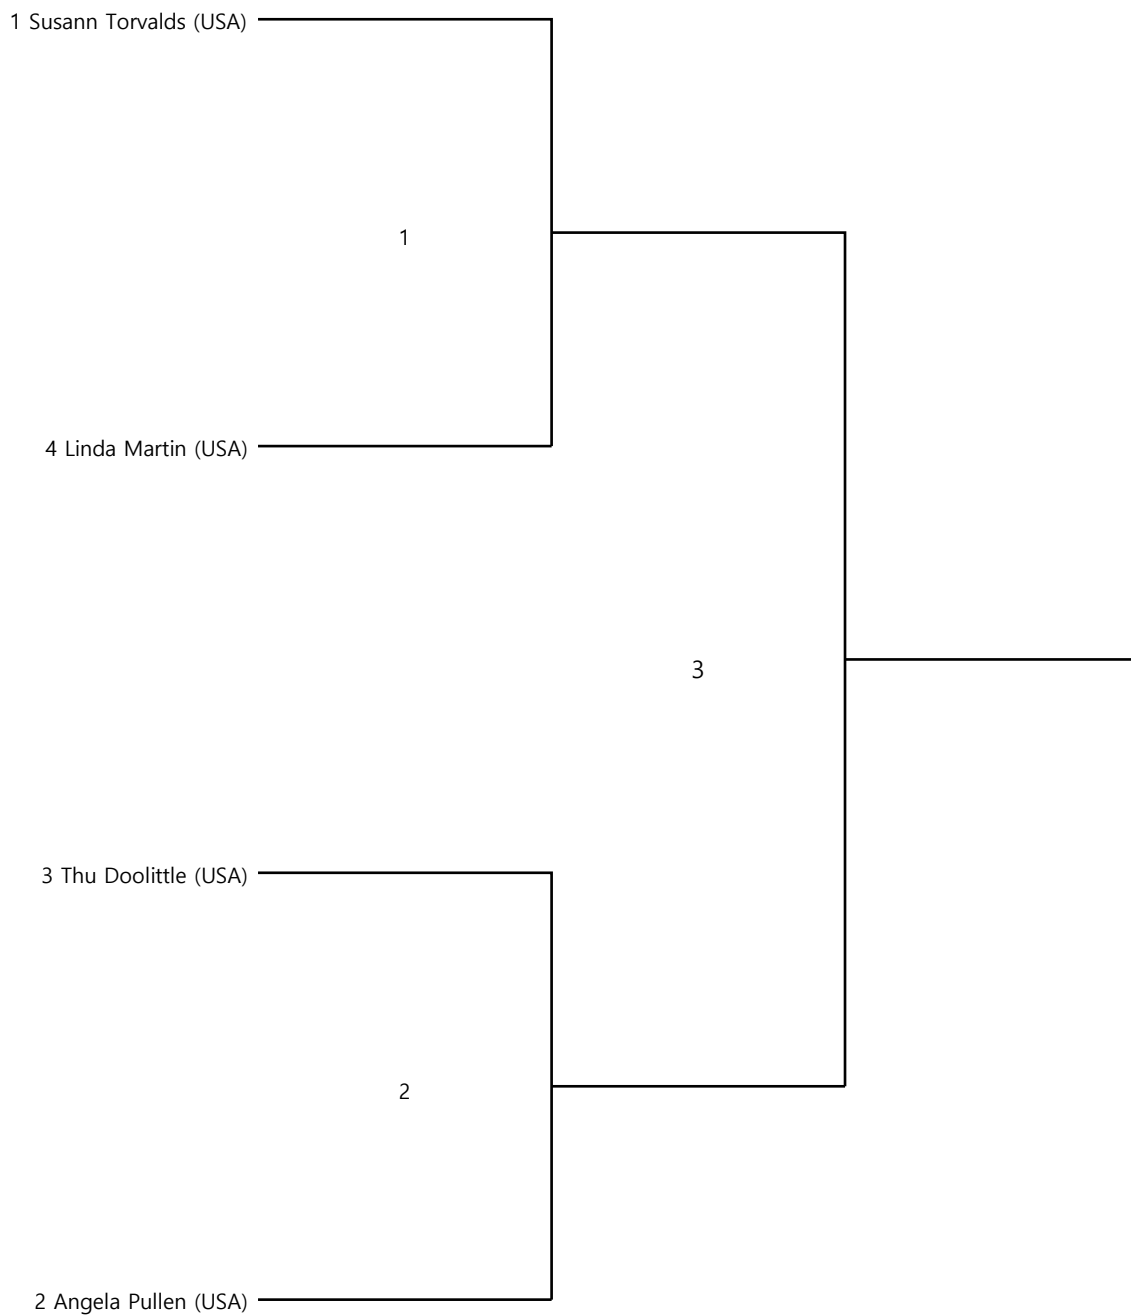 1 Susann Torvalds (USA)
1
4 Linda Martin (USA)
3
3 Thu Doolittle (USA)
2
2 Angela Pullen (USA)